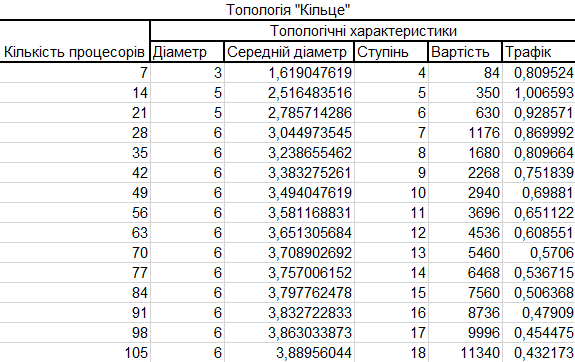 Топологія "Кільце"
Топологічні характеристики
Кількість процесорів Діаметр Середній діаметр Ступінь Вартість Трафік
7 3 1,619047619 4 84 0,809524
14 5 2,516483516 5 350 1,006593
21 5 2,785714286 6 630 0,928571
28 6 3,044973545 7 1176 0,869992
35 6 3,238655462 8 1680 0,809664
42 6 3,383275261 9 2268 0,751839
49 6 3,494047619 10 2940 0,69881
56 6 3,581168831 11 3696 0,651122
63 6 3,651305684 12 4536 0,608551
70 6 3,708902692 13 5460 0,5706
77 6 3,757006152 14 6468 0,536715
84 6 3,797762478 15 7560 0,506368
91 6 3,832722833 16 8736 0,47909
98 6 3,863033873 17 9996 0,454475
105 6 3,88956044 18 11340 0,432173